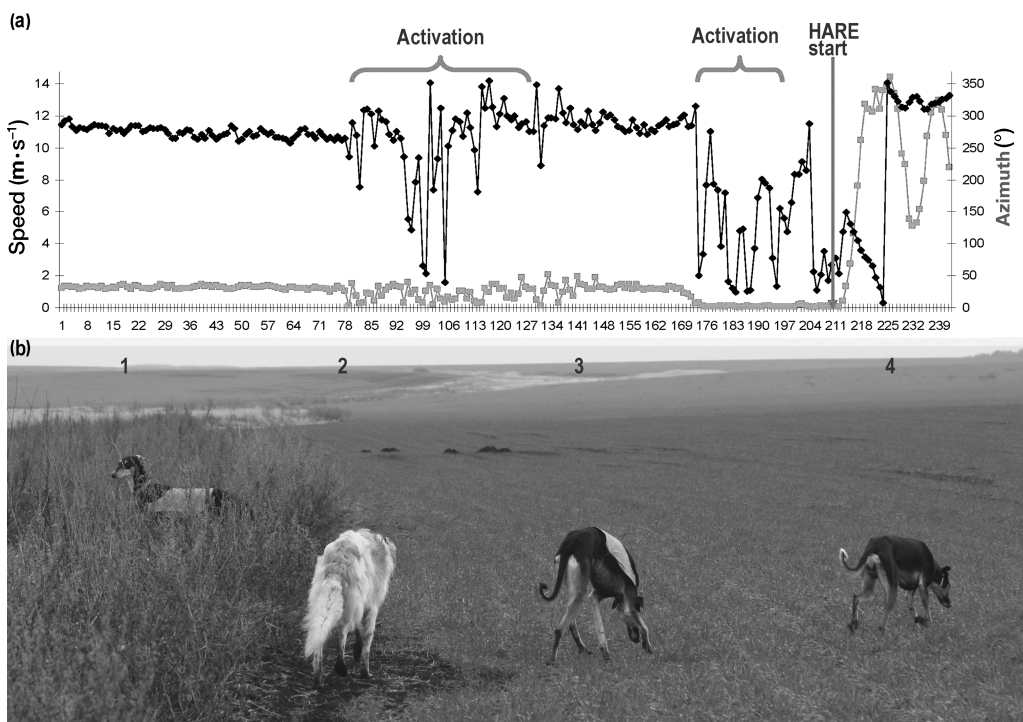 (a)
Activation
Activation
HARE
start
14
12
10
8
6
4
2
0
Speed (m·s⁻¹)
350
300
250
200
150
100
50
0
Azimuth (°)
1 8 15 22 29 36 43 50 57 64 71 78 85 92 99 106 113 120 127 134 141 148 155 162 169 176 183 190 197 204 211 218 225 232 239
(b)
1 2 3 4